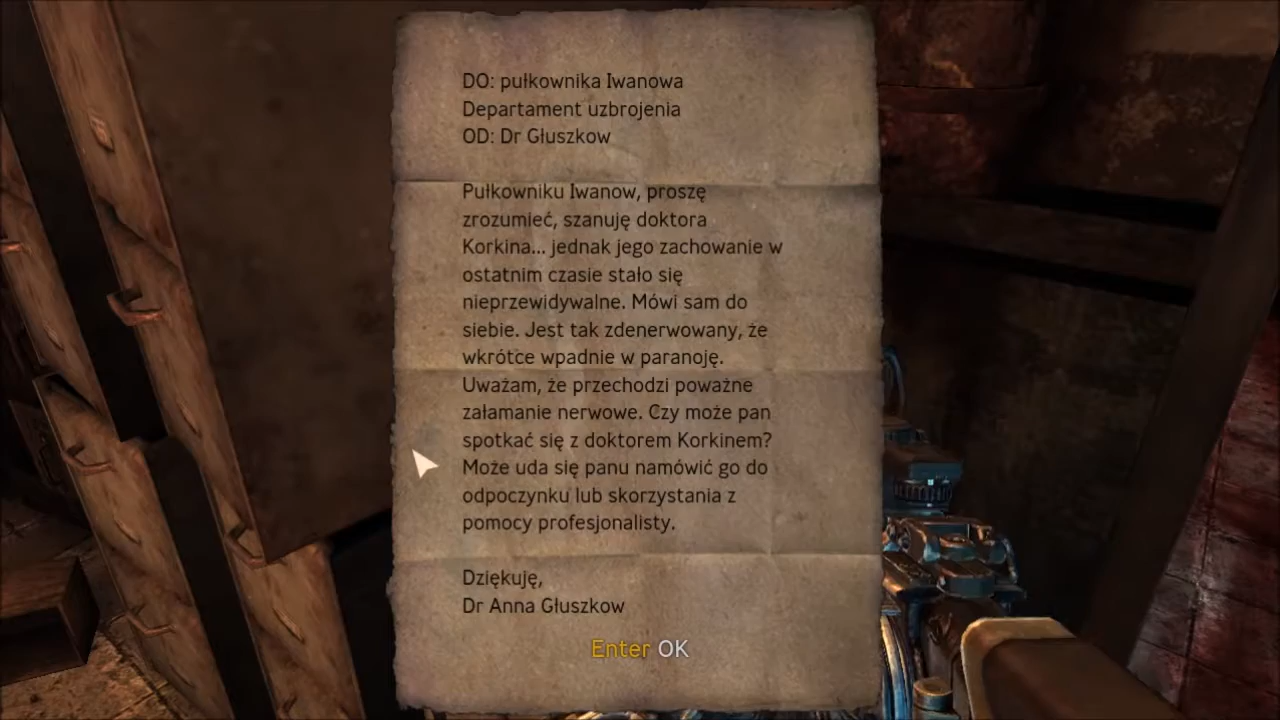 DO: pułkownika Iwanowa
Departament uzbrojenia
OD: Dr Głuszkow
Pułkowniku Iwanow, proszę
zrozumieć, szanuję doktora
Korkina... jednak jego zachowanie w
ostatnim czasie stało się
nieprzewidywalne. Mówi sam do
siebie. Jest tak zdenerwowany, że
wkrótce wpadnie w paranoję.
Uważam, że przechodzi poważne
załamanie nerwowe. Czy może pan
spotkać się z doktorem Korkinem?
Może uda się panu namówić go do
odpoczynku lub skorzystania z
pomocy profesjonalisty.
Dziękuję,
Dr Anna Głuszkow
Enter OK